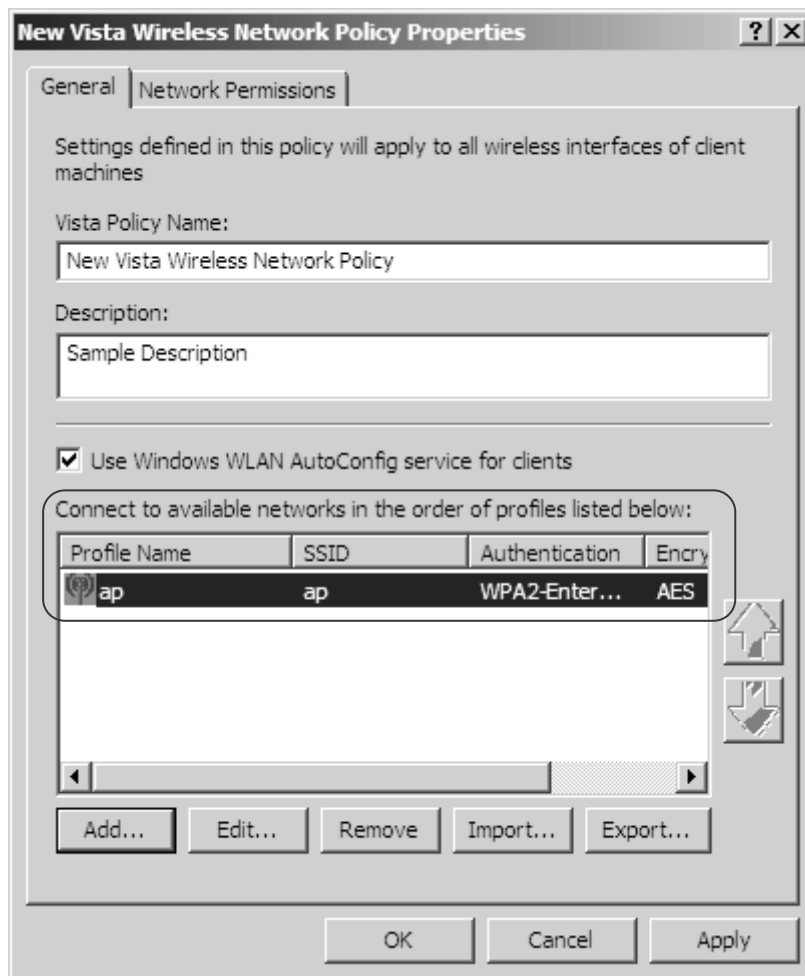 New Vista Wireless Network Policy Properties
General Network Permissions
Settings defined in this policy will apply to all wireless interfaces of client
machines
Vista Policy Name:
New Vista Wireless Network Policy
Description:
Sample Description
Use Windows WLAN AutoConfig service for clients
Connect to available networks in the order of profiles listed below:
Profile Name SSID Authentication Encry
ap ap WPA2-Enter... AES
Add... Edit... Remove Import... Export...
OK Cancel Apply